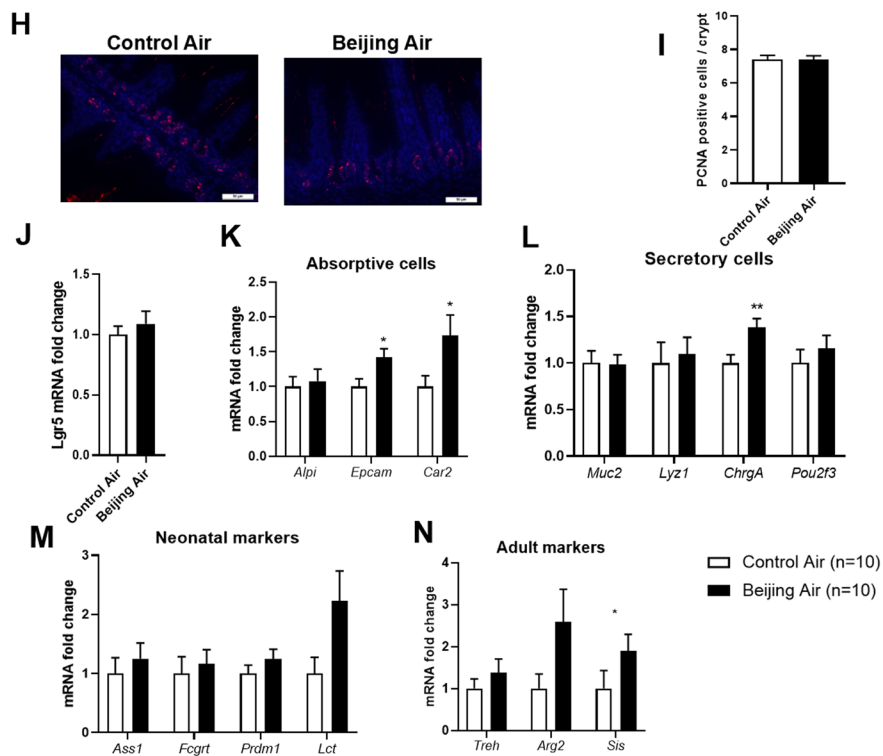 H
Control Air
Beijing Air
I
PCNA positive cells / crypt
10
8
6
4
2
0
Control Air
Beijing Air
J
Lgr5 mRNA fold change
1.5
1.0
0.5
0.0
Control Air
Beijing Air
K
Absorptive cells
mRNA fold change
2.5
2.0
1.5
1.0
0.5
0.0
*
*
Alpi Epcam Car2
L
Secretory cells
mRNA fold change
2.0
1.5
1.0
0.5
0.0
**
Muc2 Lyz1 ChrgA Pou2f3
M
Neonatal markers
mRNA fold change
3
2
1
0
Ass1 Fcgrt Prdm1 Lct
N
Adult markers
mRNA fold change
4
3
2
1
0
*
Treh Arg2 Sis
Control Air (n=10)
Beijing Air (n=10)